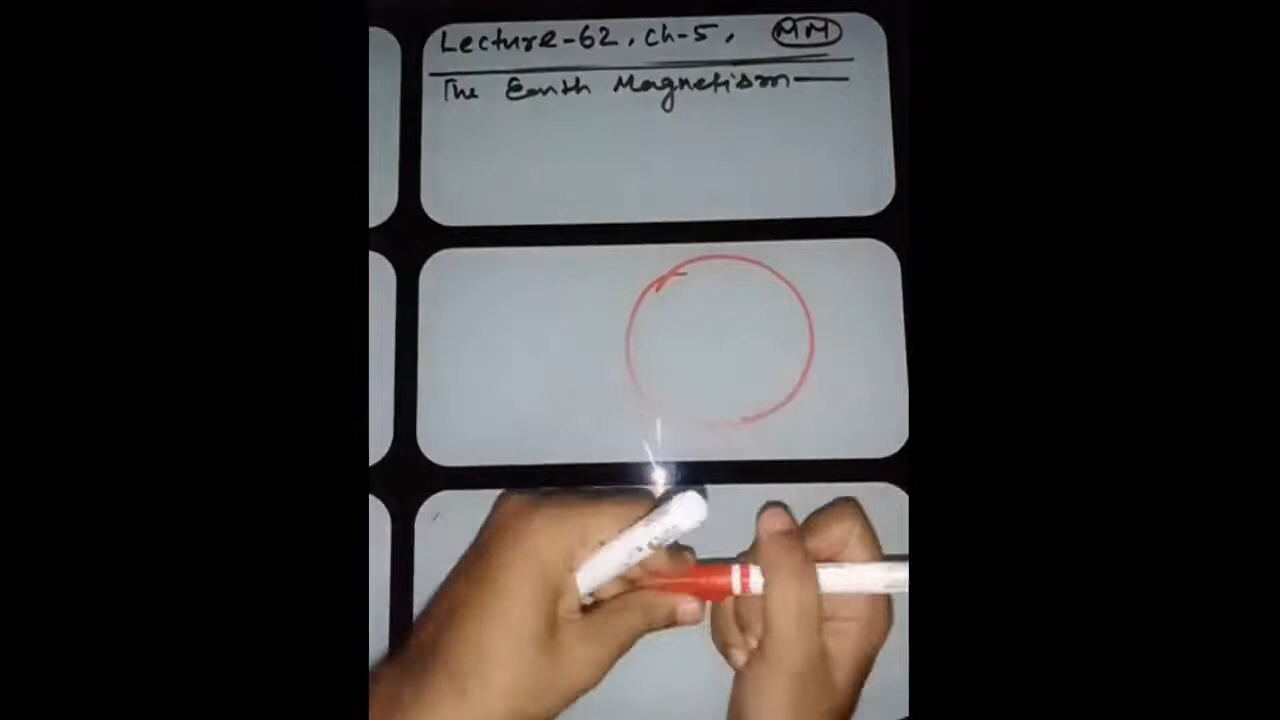 Lecture-62, Ch-5, MM
The Earth Magnetism—